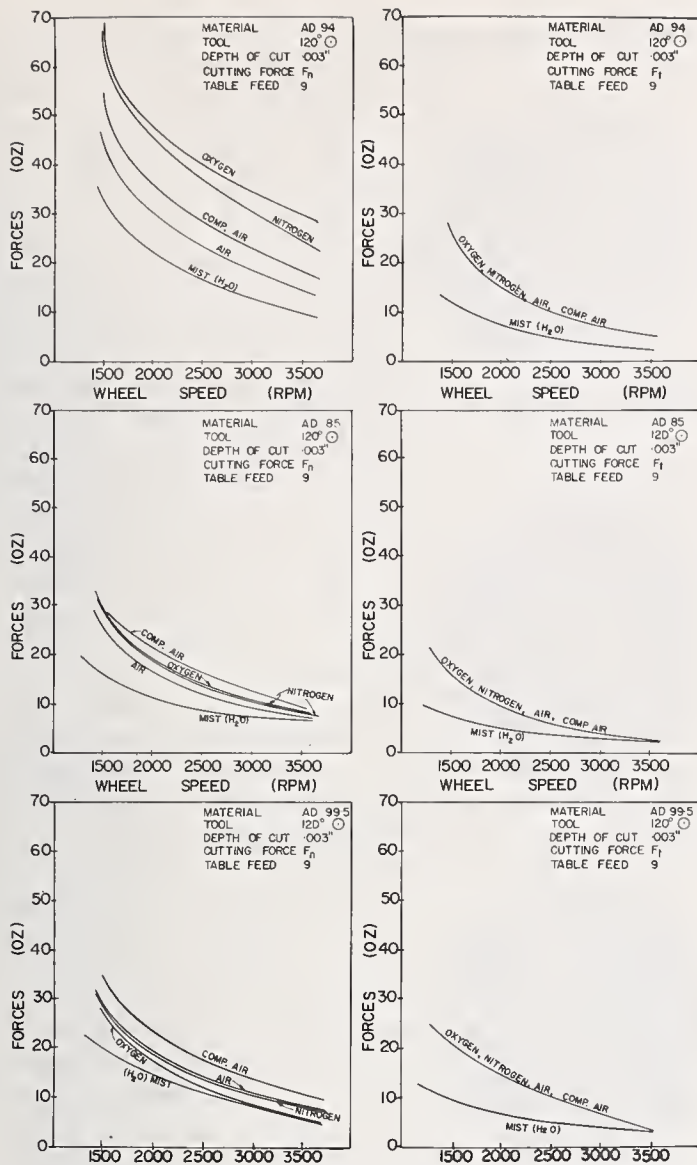 MATERIAL AD 94
TOOL 120° ⊙
DEPTH OF CUT .003"
CUTTING FORCE Fn
TABLE FEED 9
FORCES (OZ)
70
60
50
40
30
20
10
0
OXYGEN
NITROGEN
COMP. AIR
AIR
MIST (H2O)
1500 2000 2500 3000 3500
WHEEL SPEED (RPM)
MATERIAL AD 94
TOOL 120° ⊙
DEPTH OF CUT .003"
CUTTING FORCE Ft
TABLE FEED 9
FORCES (OZ)
70
60
50
40
30
20
10
0
OXYGEN, NITROGEN, AIR, COMP. AIR
MIST (H2O)
1500 2000 2500 3000 3500
WHEEL SPEED (RPM)
MATERIAL AD 85
TOOL 120° ⊙
DEPTH OF CUT .003"
CUTTING FORCE Fn
TABLE FEED 9
FORCES (OZ)
70
60
50
40
30
20
10
0
COMP. AIR
OXYGEN
AIR
NITROGEN
MIST (H2O)
1500 2000 2500 3000 3500
WHEEL SPEED (RPM)
MATERIAL AD 85
TOOL 120° ⊙
DEPTH OF CUT .003"
CUTTING FORCE Ft
TABLE FEED 9
FORCES (OZ)
70
60
50
40
30
20
10
0
OXYGEN, NITROGEN, AIR, COMP AIR
MIST (H2O)
1500 2000 2500 3000 3500
WHEEL SPEED (RPM)
MATERIAL AD 99.5
TOOL 120° ⊙
DEPTH OF CUT .003"
CUTTING FORCE Fn
TABLE FEED 9
FORCES (OZ)
70
60
50
40
30
20
10
0
COMP. AIR
OXYGEN
AIR
(H2O) MIST
NITROGEN
1500 2000 2500 3000 3500
MATERIAL AD 99.5
TOOL 120° ⊙
DEPTH OF CUT .003"
CUTTING FORCE Ft
TABLE FEED 9
FORCES (OZ)
70
60
50
40
30
20
10
0
OXYGEN, NITROGEN, AIR, COMP AIR
MIST (H2O)
1500 2000 2500 3000 3500